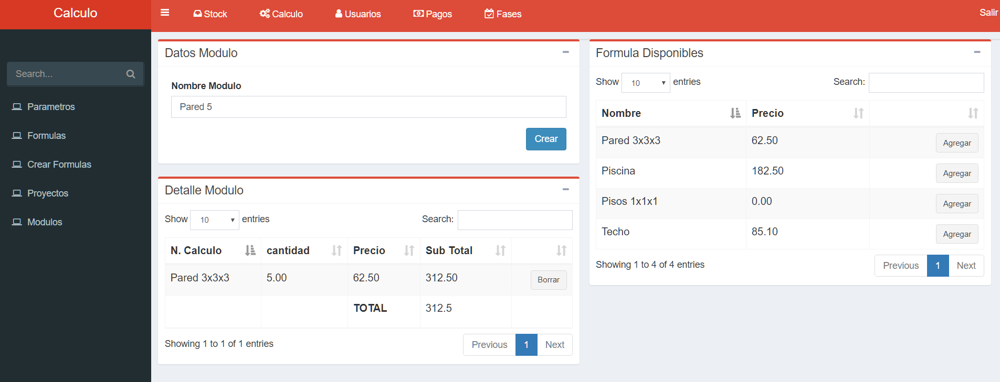 Calculo
Stock Calculo Usuarios Pagos Fases Salir
Search...
Parametros
Formulas
Crear Formulas
Proyectos
Modulos
Datos Modulo
Nombre Modulo
Pared 5
Crear
Detalle Modulo
Show 10 entries Search:
N. Calculo cantidad Precio Sub Total
Pared 3x3x3 5.00 62.50 312.50 Borrar
TOTAL 312.5
Showing 1 to 1 of 1 entries Previous 1 Next
Formula Disponibles
Show 10 entries Search:
Nombre Precio
Pared 3x3x3 62.50 Agregar
Piscina 182.50 Agregar
Pisos 1x1x1 0.00 Agregar
Techo 85.10 Agregar
Showing 1 to 4 of 4 entries Previous 1 Next